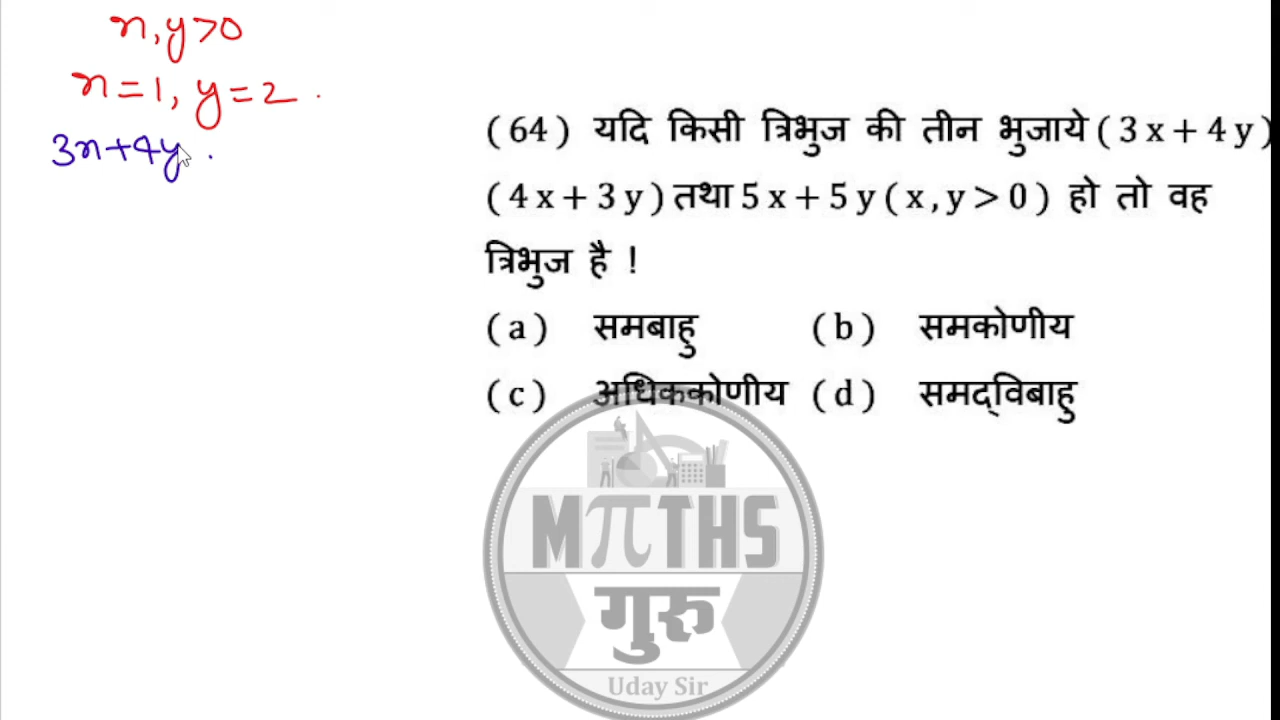 x, y > 0
x = 1, y = 2 .
3x + 4y .
(64) यदि किसी त्रिभुज की तीन भुजाये (3x + 4y)
(4x + 3y) तथा 5x + 5y (x, y > 0) हो तो वह
त्रिभुज है !
(a) समबाहु (b) समकोणीय
(c) अधिककोणीय (d) समद्विबाहु
MπTHS
गुरु
Uday Sir